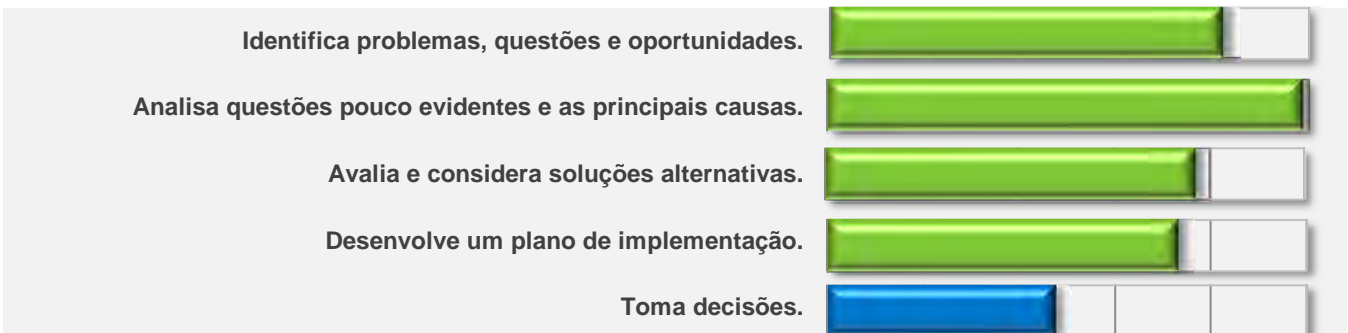 Identifica problemas, questões e oportunidades.
Analisa questões pouco evidentes e as principais causas.
Avalia e considera soluções alternativas.
Desenvolve um plano de implementação.
Toma decisões.